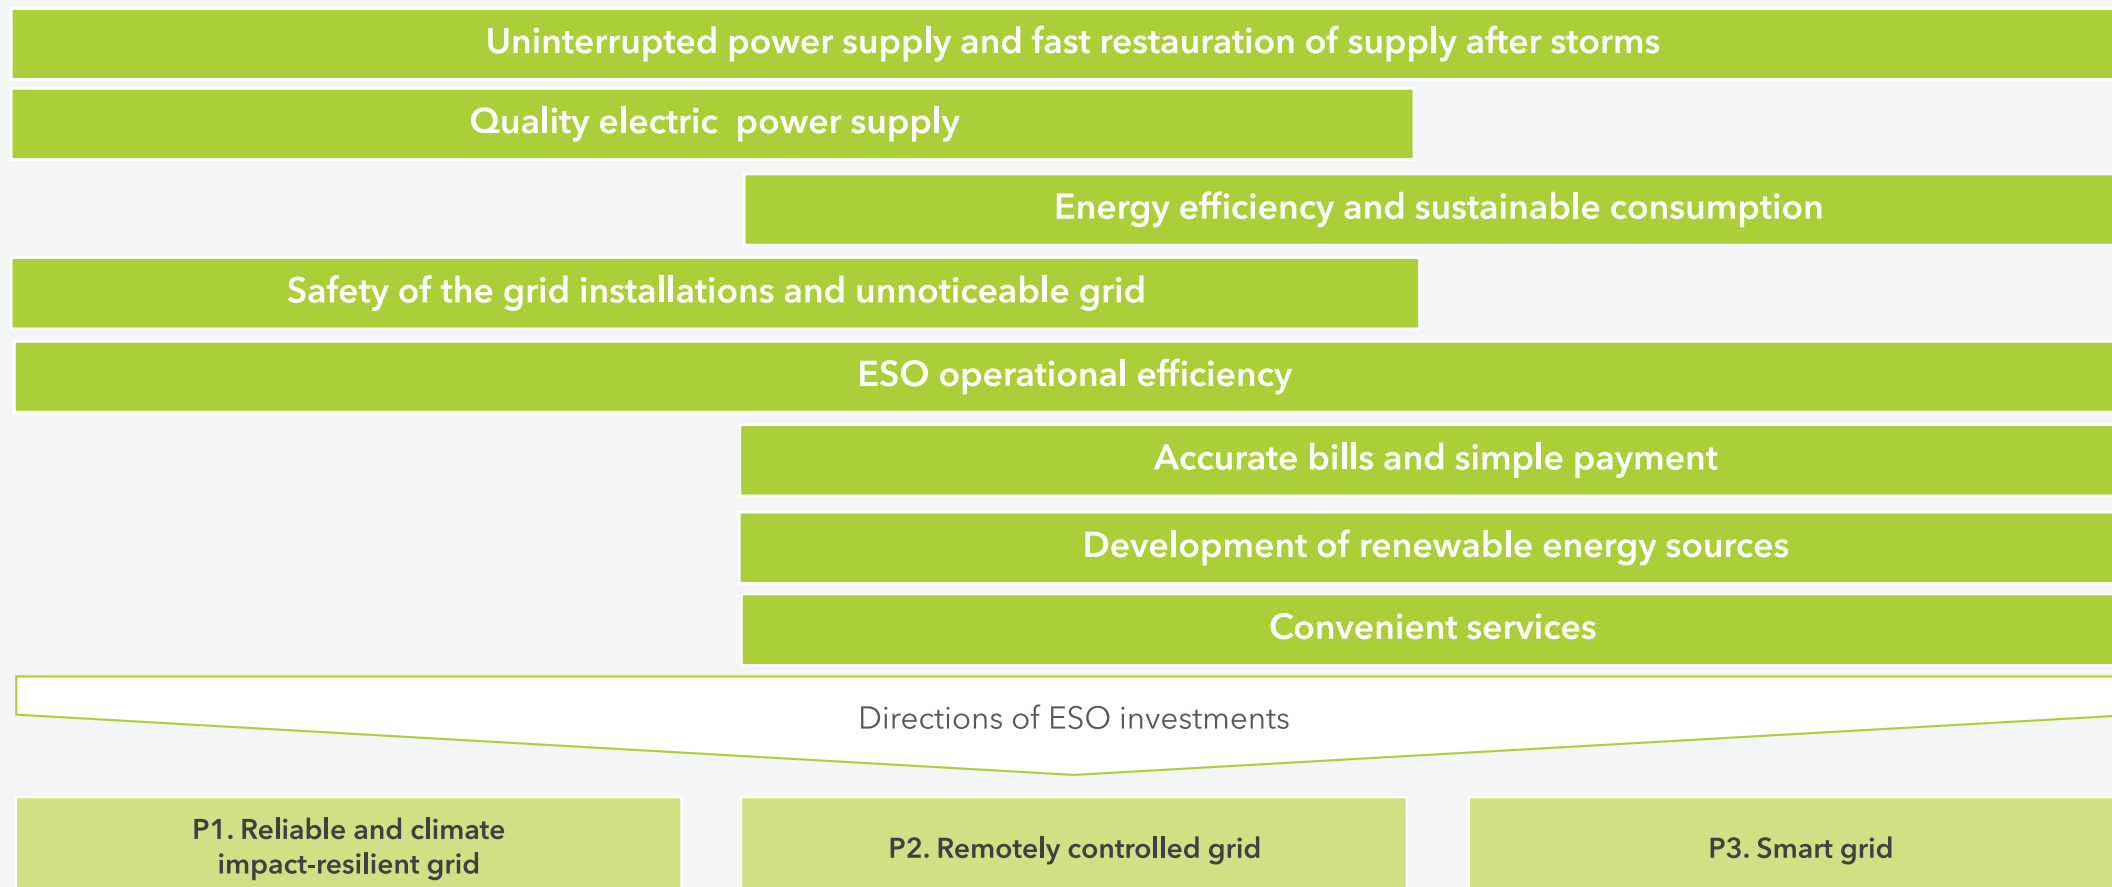 Uninterrupted power supply and fast restauration of supply after storms
Quality electric power supply
Energy efficiency and sustainable consumption
Safety of the grid installations and unnoticeable grid
ESO operational efficiency
Accurate bills and simple payment
Development of renewable energy sources
Convenient services
Directions of ESO investments
P1. Reliable and climate
impact-resilient grid
P2. Remotely controlled grid
P3. Smart grid